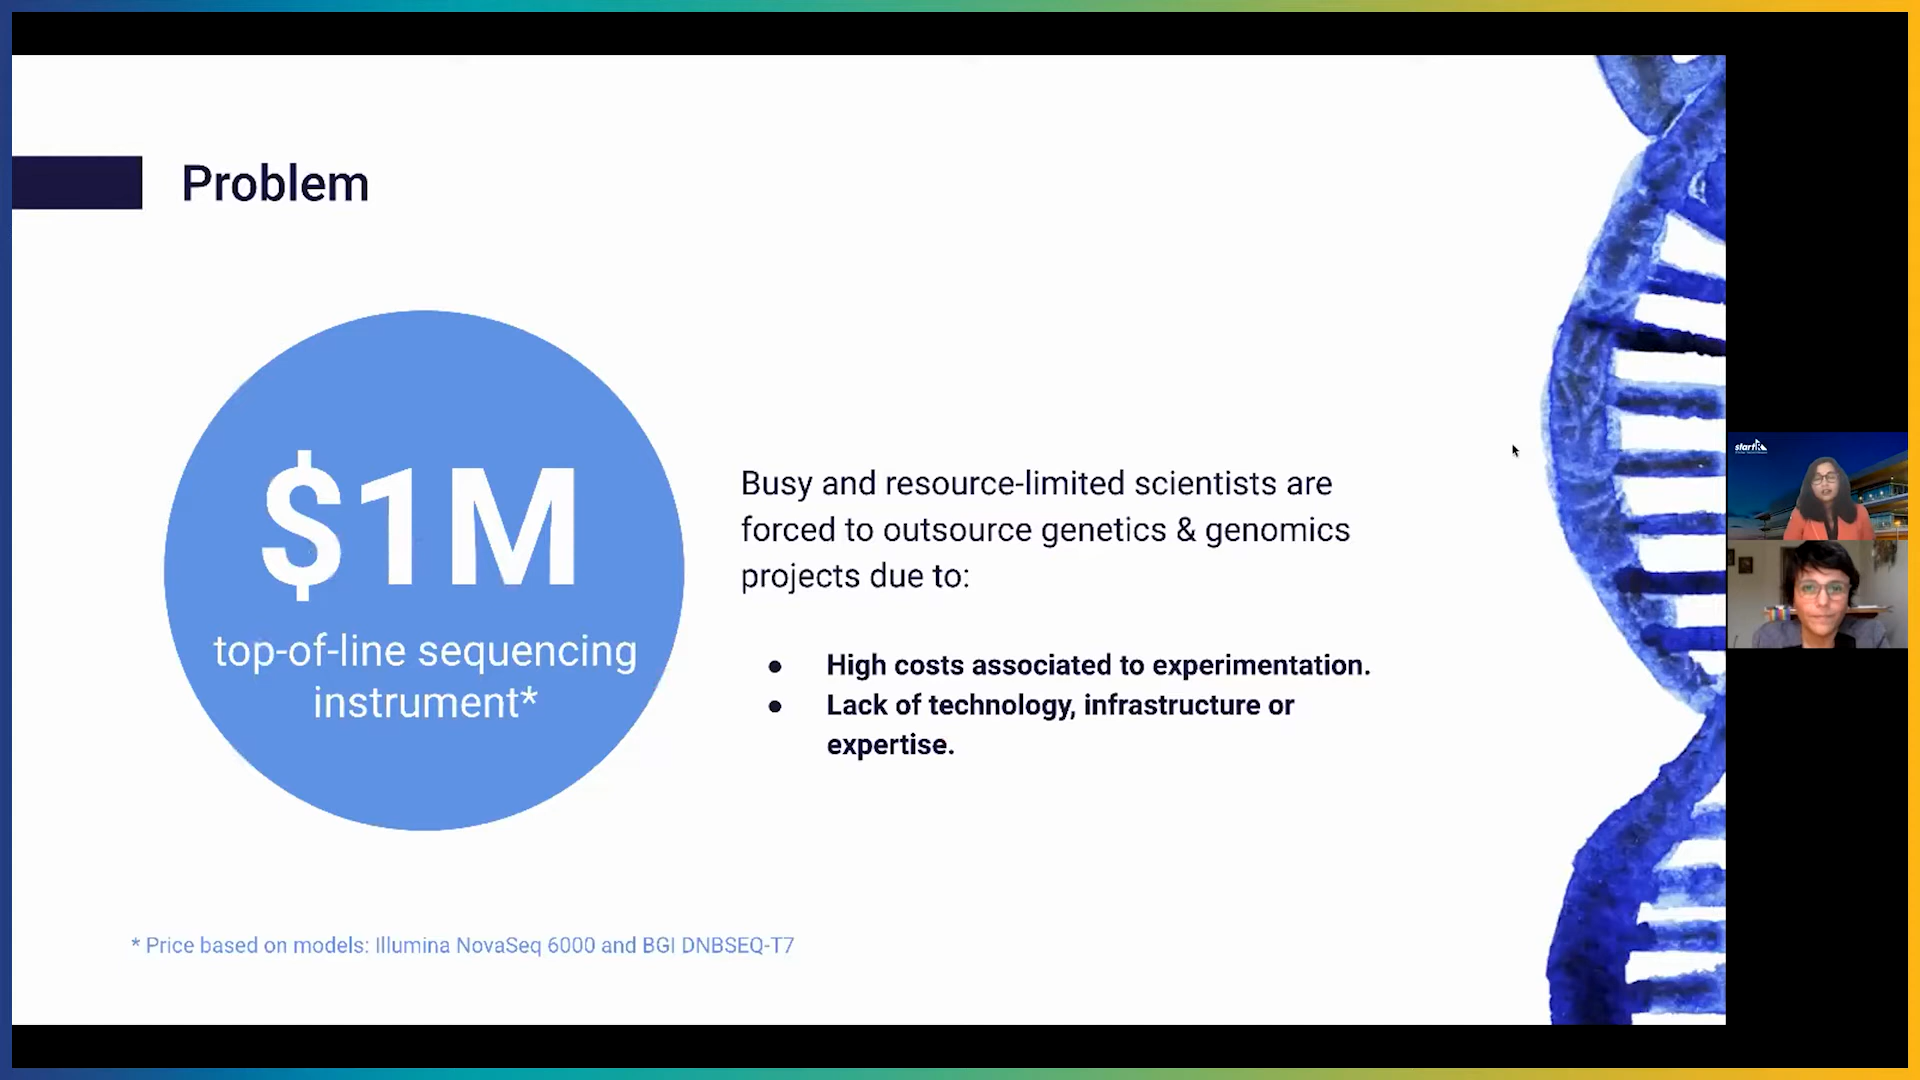 Problem
$1M
top-of-line sequencing
instrument*
Busy and resource-limited scientists are
forced to outsource genetics & genomics
projects due to:
● High costs associated to experimentation.
● Lack of technology, infrastructure or
expertise.
* Price based on models: Illumina NovaSeq 6000 and BGI DNBSEQ-T7
start